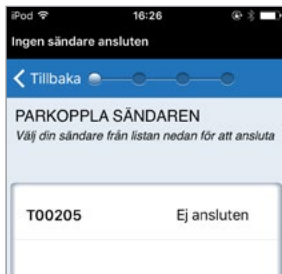 iPod 16:26
Ingen sändare ansluten
Tillbaka
PARKOPPLA SÄNDAREN
Välj din sändare från listan nedan för att ansluta
T00205 Ej ansluten